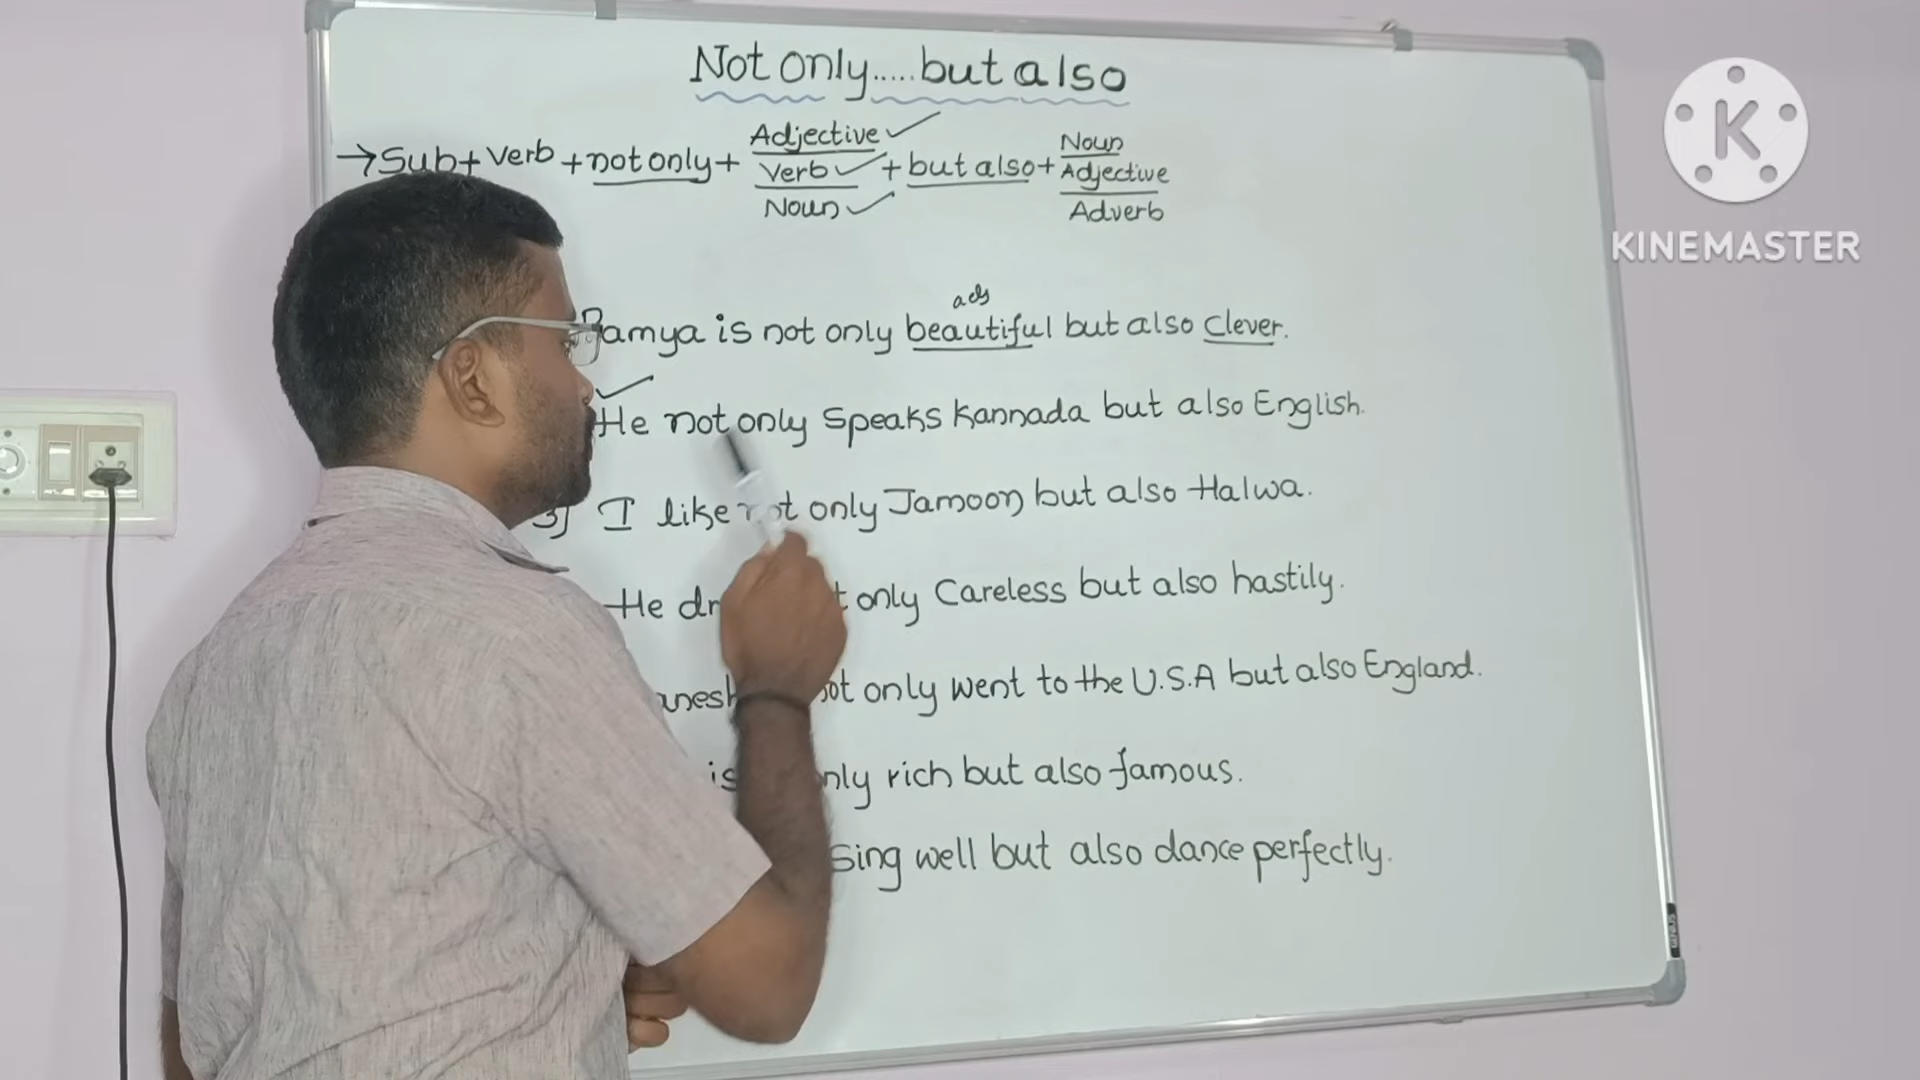 Not only.....but also
Adjective
Noun
→ Sub+ Verb + not only + Verb + but also + Adjective
Noun
Adverb
adj
Ramya is not only beautiful but also Clever.
He not only Speaks Kannada but also English.
3) I like not only Jamoon but also Halwa.
He only Careless but also hastily.
not only went to the U.S.A but also England.
is only rich but also famous.
Sing well but also dance perfectly.
K
KINEMASTER
GENIUS